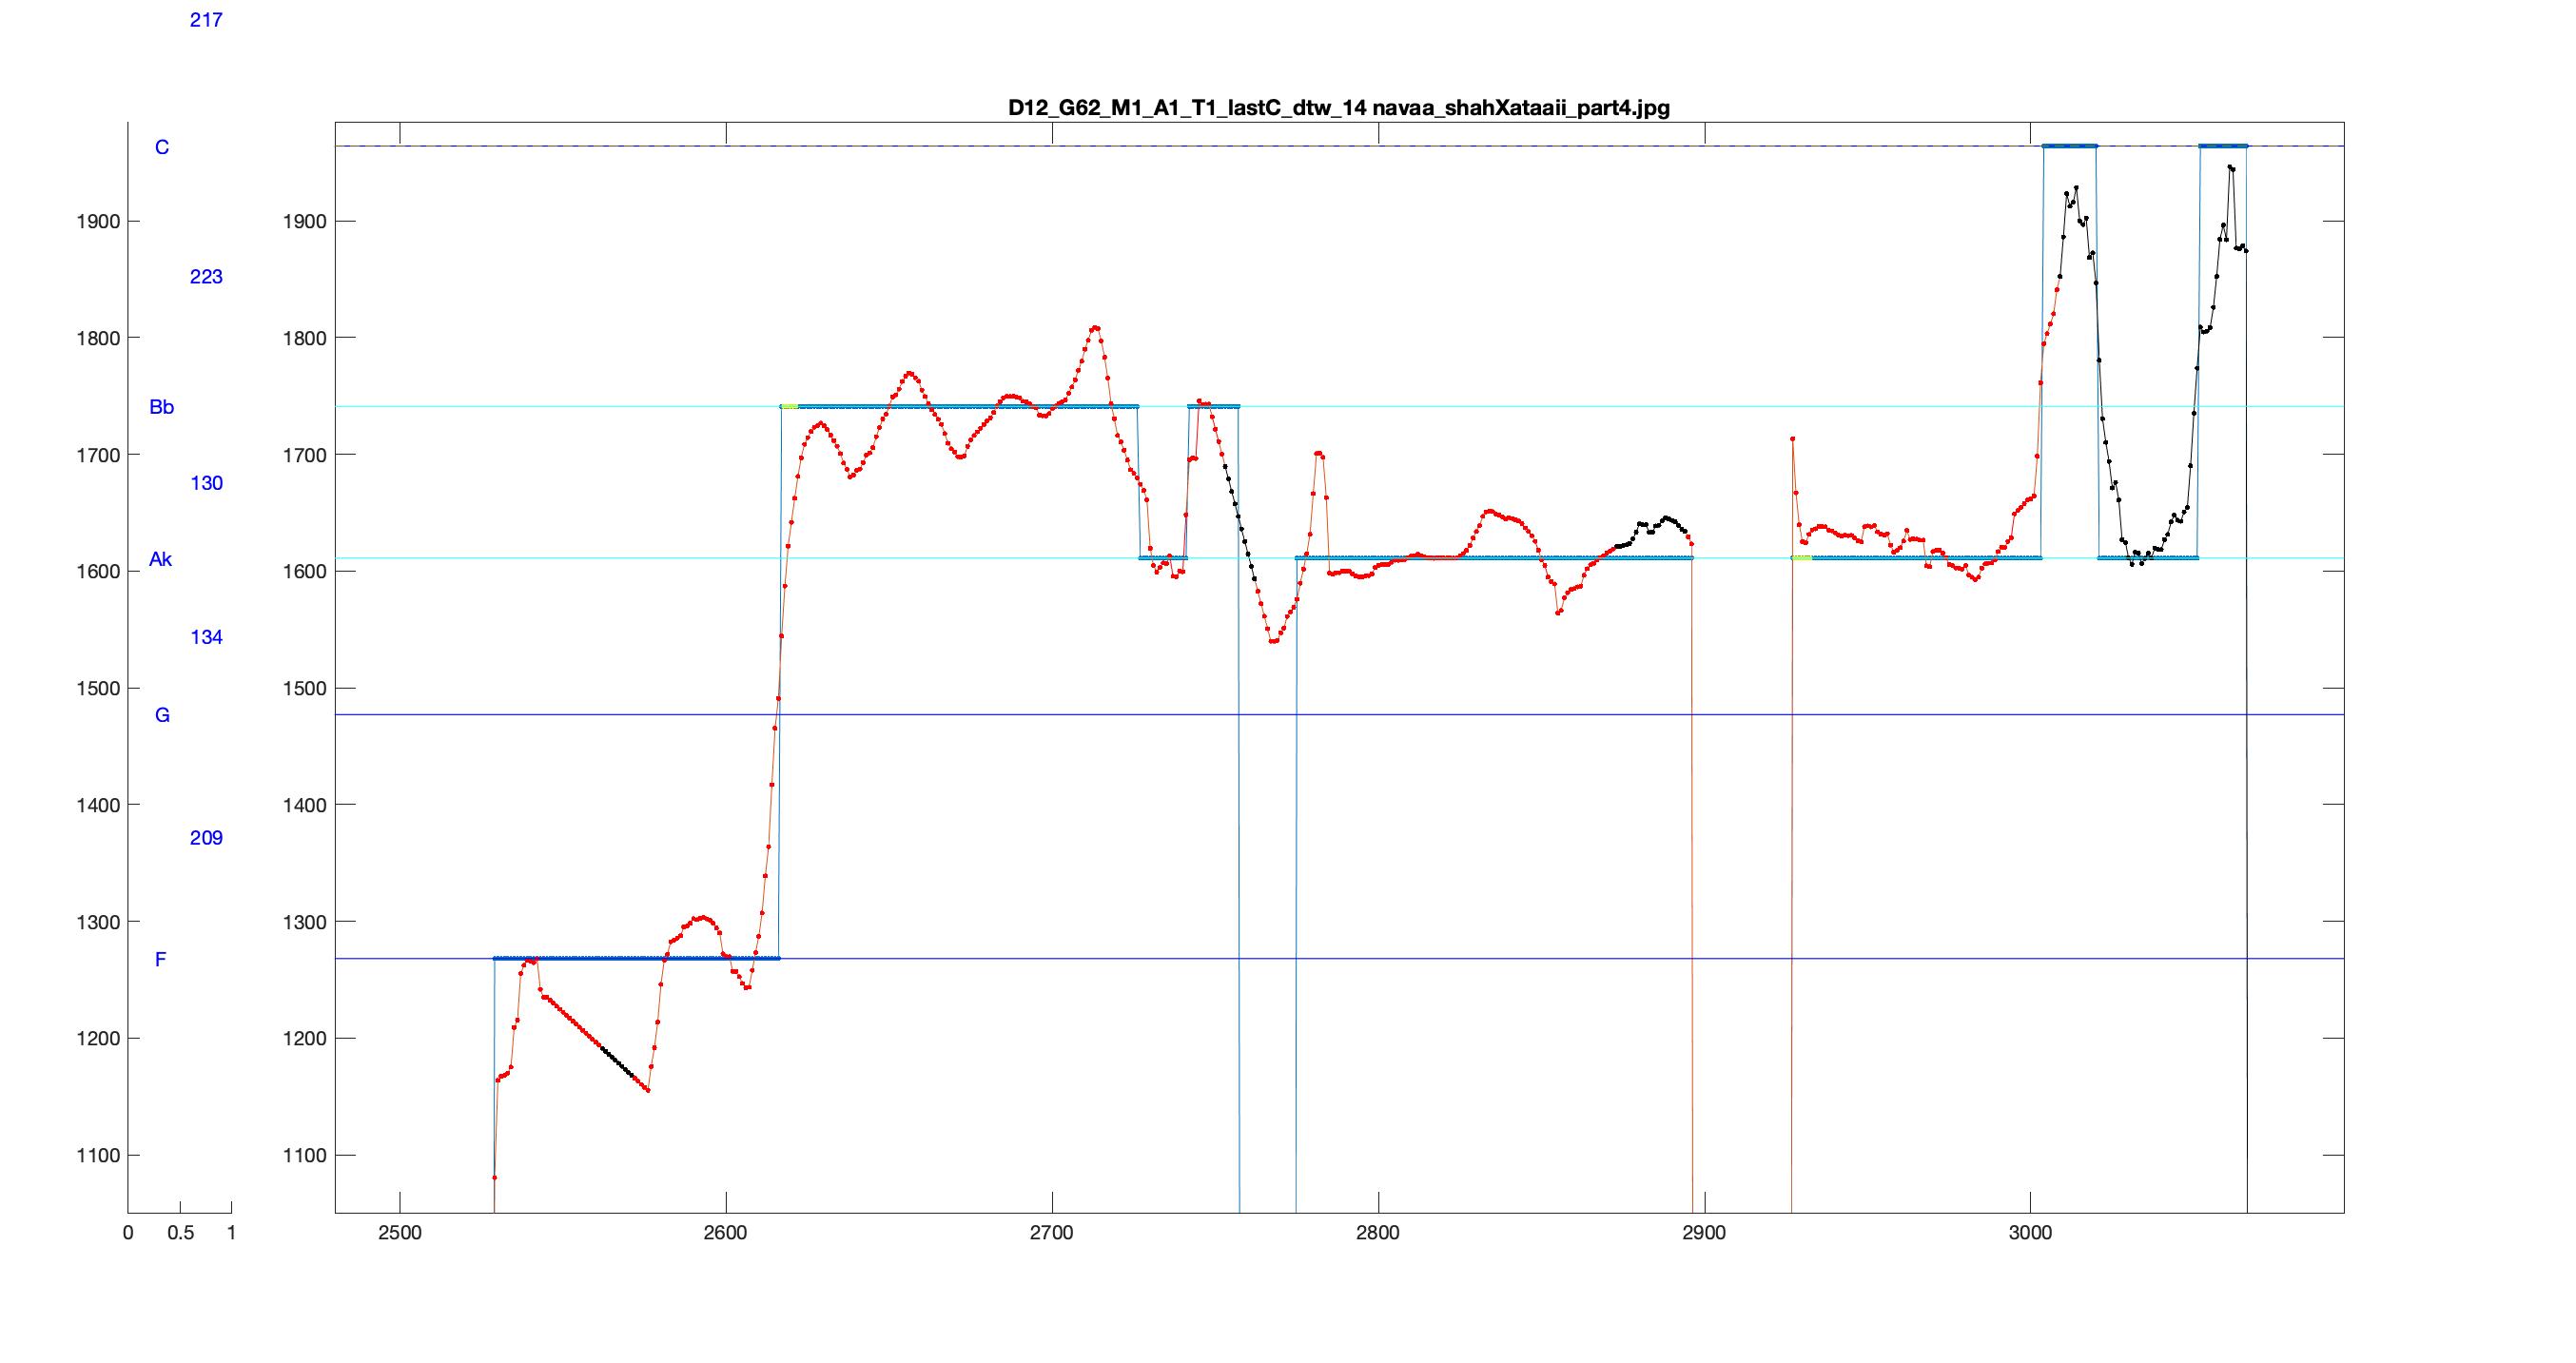 217
D12_G62_M1_A1_T1_lastC_dtw_14 navaa_shahXataaii_part4.jpg
C
1900 1900
223
1800 1800
Bb
1700 1700
130
Ak
1600 1600
134
1500 1500
G
1400 1400
209
1300 1300
F
1200 1200
1100 1100
0 0.5 1 2500 2600 2700 2800 2900 3000